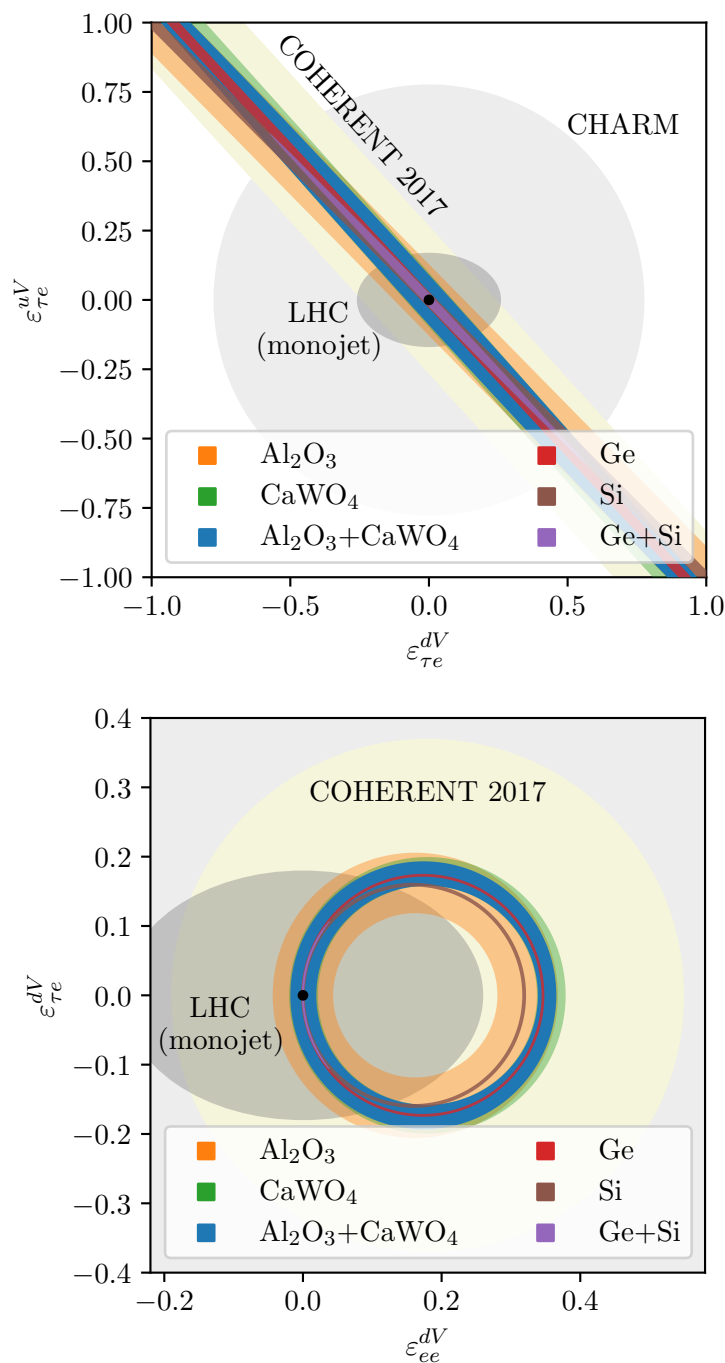 1.00
0.75
0.50
0.25
0.00
−0.25
−0.50
−0.75
−1.00
ε_{τe}^{uV}
COHERENT 2017
CHARM
LHC
(monojet)
Al₂O₃
CaWO₄
Al₂O₃+CaWO₄
Ge
Si
Ge+Si
−1.0 −0.5 0.0 0.5 1.0
ε_{τe}^{dV}
0.4
0.3
0.2
0.1
0.0
−0.1
−0.2
−0.3
−0.4
ε_{τe}^{dV}
COHERENT 2017
LHC
(monojet)
Al₂O₃
CaWO₄
Al₂O₃+CaWO₄
Ge
Si
Ge+Si
−0.2 0.0 0.2 0.4
ε_{ee}^{dV}